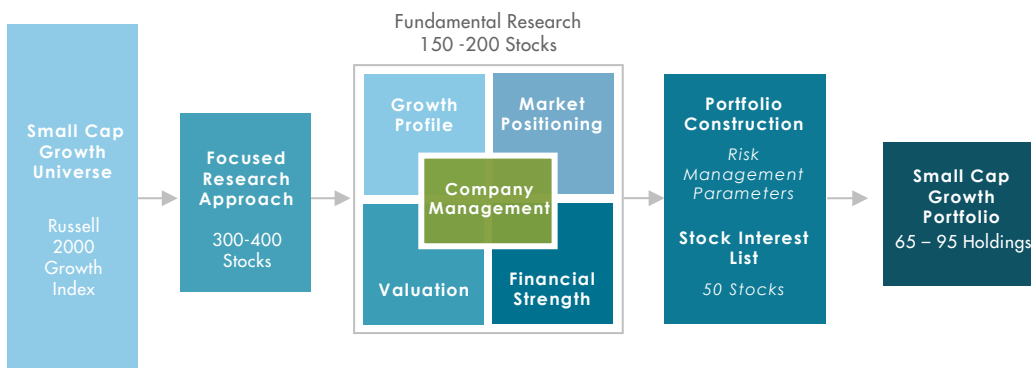 Fundamental Research
150 -200 Stocks
Small Cap
Growth
Universe
Russell
2000
Growth
Index
Focused
Research
Approach
300-400
Stocks
Growth
Profile
Market
Positioning
Company
Management
Valuation
Financial
Strength
Portfolio
Construction
Risk
Management
Parameters
Stock Interest
List
50 Stocks
Small Cap
Growth
Portfolio
65 – 95 Holdings